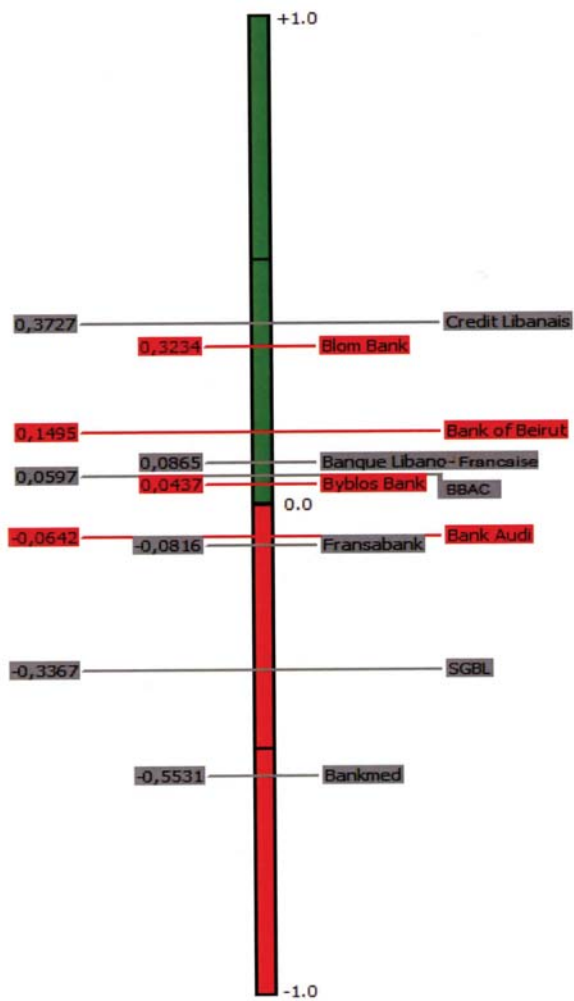 +1.0
0,3727 Credit Libanais
0,3234 Blom Bank
0,1495 Bank of Beirut
0,0865 Banque Libano-Francaise
0,0597 BBAC
0,0437 Byblos Bank
0.0
-0,0642 Bank Audi
-0,0816 Fransabank
-0,3367 SGBL
-0,5531 Bankmed
-1.0